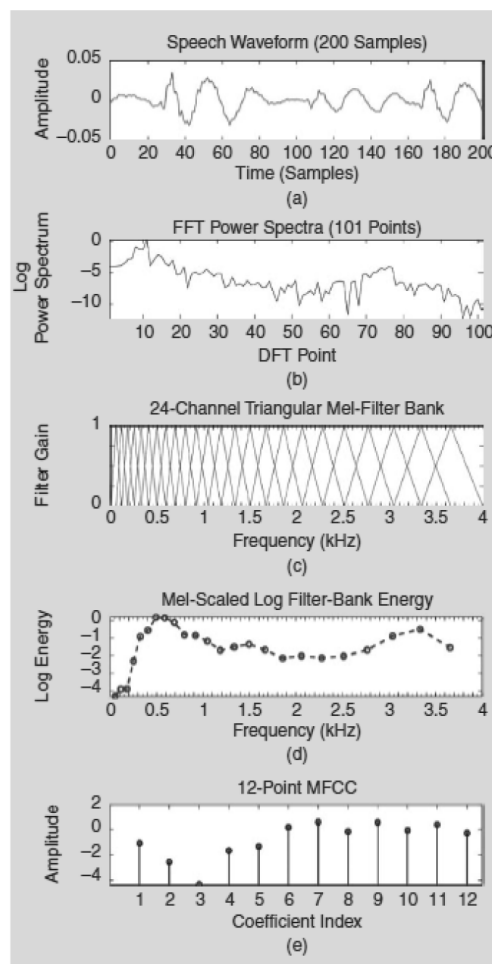 Speech Waveform (200 Samples)
0.05
0
−0.05
Amplitude
0 20 40 60 80 100 120 140 160 180 200
Time (Samples)
(a)
FFT Power Spectra (101 Points)
0
−5
−10
Log
Power Spectrum
10 20 30 40 50 60 70 80 90 100
DFT Point
(b)
24-Channel Triangular Mel-Filter Bank
1
0
Filter Gain
0 0.5 1 1.5 2 2.5 3 3.5 4
Frequency (kHz)
(c)
Mel-Scaled Log Filter-Bank Energy
0
−1
−2
−3
−4
Log Energy
0 0.5 1 1.5 2 2.5 3 3.5 4
Frequency (kHz)
(d)
12-Point MFCC
2
0
−2
−4
Amplitude
1 2 3 4 5 6 7 8 9 10 11 12
Coefficient Index
(e)